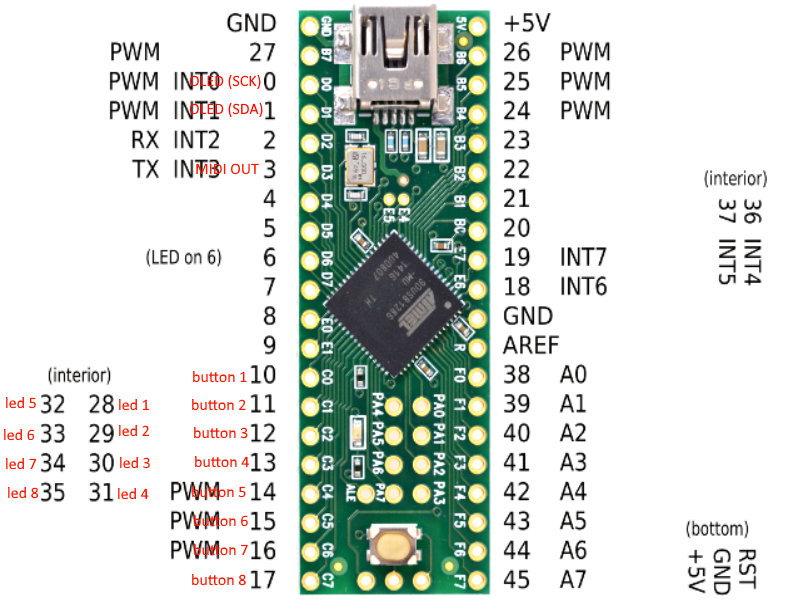 GND GND 5V +5V
PWM 27 B7 B6 26 PWM
PWM INT0 OLED (SCK) 0 D0 B5 25 PWM
PWM INT1 OLED (SDA) 1 D1 B4 24 PWM
RX INT2 2 D2 B3 23
TX INT3 MIDI OUT 3 D3 B2 22
4 D4 E5 E4 B1 21
5 D5 B0 20
(LED on 6) 6 D6 E7 19 INT7
7 D7 E6 18 INT6
8 E0 GND
9 E1 R AREF
ATMEL
90USB1286
-MU
1416 TH
(interior)
36 INT4
37 INT5
(interior)
button 1 10 C0 F0 38 A0
led 5 32 28 led 1 button 2 11 C1 PA4 PA0 F1 39 A1
led 6 33 29 led 2 button 3 12 C2 PA5 PA1 F2 40 A2
led 7 34 30 led 3 button 4 13 C3 PA6 PA2 F3 41 A3
led 8 35 31 led 4 PWM button 5 14 C4 ALE PA7 PA3 F4 42 A4
PWM button 6 15 C5 F5 43 A5
PWM button 7 16 C6 F6 44 A6
button 8 17 C7 F7 45 A7
(bottom)
RST
GND
+5V